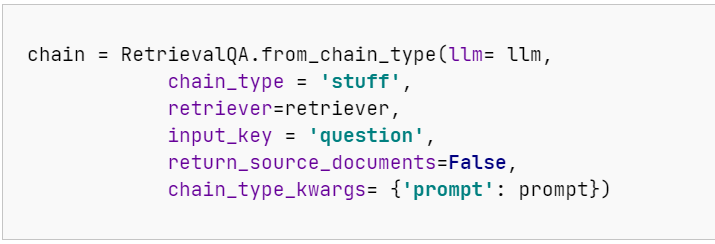 chain = RetrievalQA.from_chain_type(llm= llm,
            chain_type = 'stuff',
            retriever=retriever,
            input_key = 'question',
            return_source_documents=False,
            chain_type_kwargs= {'prompt': prompt})